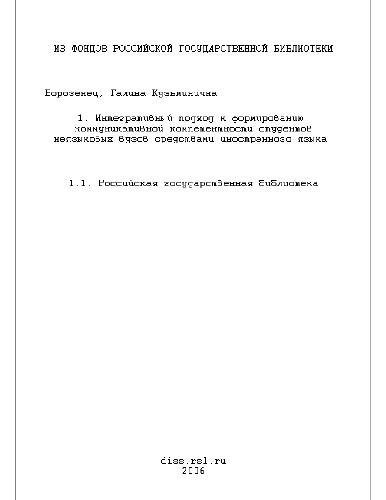 ИЗ ФОНДОВ РОССИЙСКОЙ ГОСУДАРСТВЕННОЙ БИБЛИОТЕКИ
Борозенец, Галина Кузьминична
1. Интегративный подход к формированию
коммуникативной компетентности студентов
неязыковых вузов средствами иностранного языка
1.1. Российская государственная библиотека
diss.rsl.ru
2006